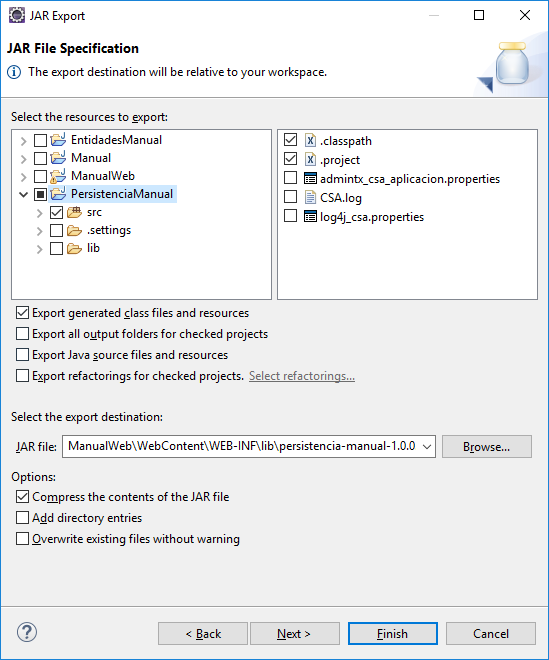 JAR Export
JAR File Specification
The export destination will be relative to your workspace.
Select the resources to export:
EntidadesManual
Manual
ManualWeb
PersistenciaManual
src
.settings
lib
.classpath
.project
admintx_csa_aplicacion.properties
CSA.log
log4j_csa.properties
Export generated class files and resources
Export all output folders for checked projects
Export Java source files and resources
Export refactorings for checked projects. Select refactorings...
Select the export destination:
JAR file: ManualWeb\WebContent\WEB-INF\lib\persistencia-manual-1.0.0 Browse...
Options:
Compress the contents of the JAR file
Add directory entries
Overwrite existing files without warning
? < Back Next > Finish Cancel